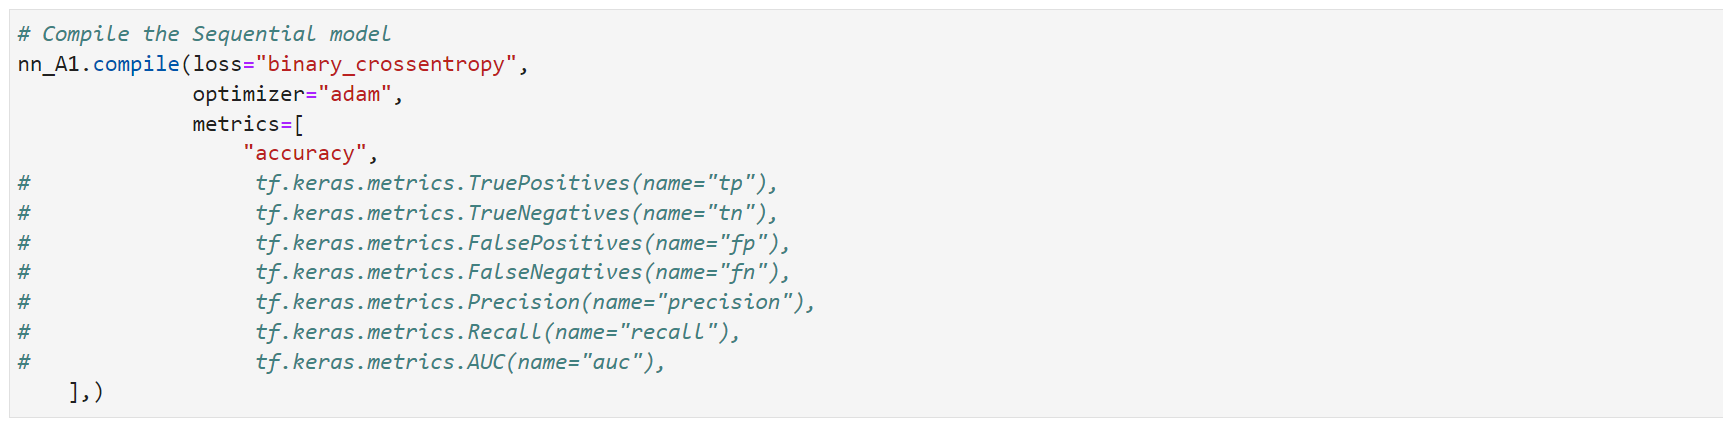 # Compile the Sequential model
nn_A1.compile(loss="binary_crossentropy",
              optimizer="adam",
              metrics=[
                  "accuracy",
#                  tf.keras.metrics.TruePositives(name="tp"),
#                  tf.keras.metrics.TrueNegatives(name="tn"),
#                  tf.keras.metrics.FalsePositives(name="fp"),
#                  tf.keras.metrics.FalseNegatives(name="fn"),
#                  tf.keras.metrics.Precision(name="precision"),
#                  tf.keras.metrics.Recall(name="recall"),
#                  tf.keras.metrics.AUC(name="auc"),
    ],)